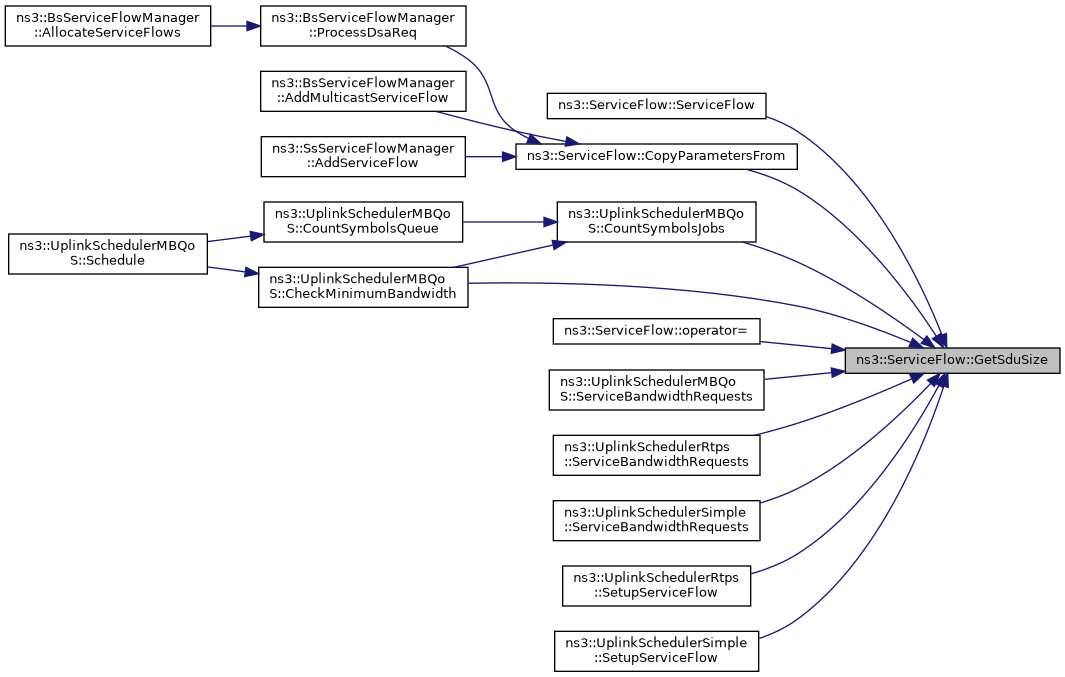 ns3::BsServiceFlowManager
::AllocateServiceFlows
ns3::BsServiceFlowManager
::ProcessDsaReq
ns3::BsServiceFlowManager
::AddMulticastServiceFlow
ns3::ServiceFlow::ServiceFlow
ns3::SsServiceFlowManager
::AddServiceFlow
ns3::ServiceFlow::CopyParametersFrom
ns3::UplinkSchedulerMBQo
S::CountSymbolsQueue
ns3::UplinkSchedulerMBQo
S::CountSymbolsJobs
ns3::UplinkSchedulerMBQo
S::Schedule
ns3::UplinkSchedulerMBQo
S::CheckMinimumBandwidth
ns3::ServiceFlow::operator=
ns3::ServiceFlow::GetSduSize
ns3::UplinkSchedulerMBQo
S::ServiceBandwidthRequests
ns3::UplinkSchedulerRtps
::ServiceBandwidthRequests
ns3::UplinkSchedulerSimple
::ServiceBandwidthRequests
ns3::UplinkSchedulerRtps
::SetupServiceFlow
ns3::UplinkSchedulerSimple
::SetupServiceFlow